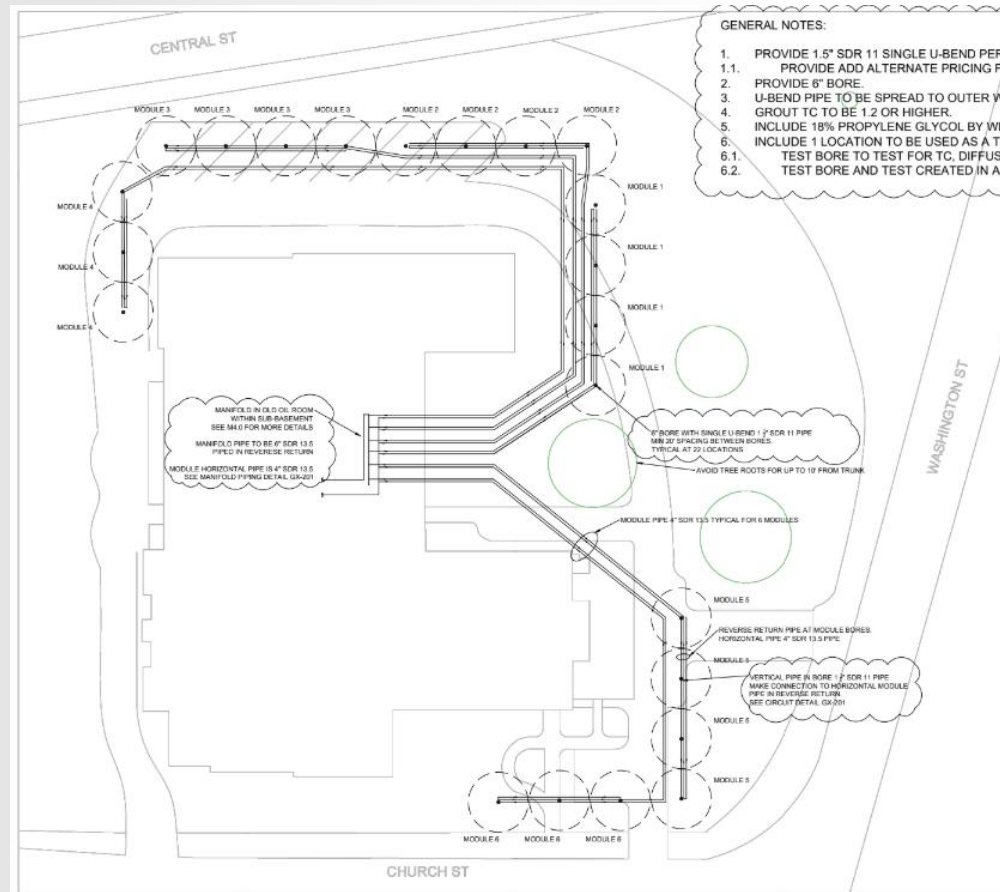 CENTRAL ST
GENERAL NOTES:
1. PROVIDE 1.5" SDR 11 SINGLE U-BEND PER
1.1. PROVIDE ADD ALTERNATE PRICING
2. PROVIDE 6" BORE.
3. U-BEND PIPE TO BE SPREAD TO OUTER
4. GROUT TC TO BE 1.2 OR HIGHER.
5. INCLUDE 18% PROPYLENE GLYCOL BY
6. INCLUDE 1 LOCATION TO BE USED AS A
6.1. TEST BORE TO TEST FOR TC,
6.2. TEST BORE AND TEST CREATED IN
MODULE 3 MODULE 3 MODULE 3 MODULE 3 MODULE 2 MODULE 2 MODULE 2 MODULE 2
MODULE 1
MODULE 4
MODULE 1
MODULE 4
MODULE 1
MODULE 4
MODULE 1
MANIFOLD IN OLD OIL ROOM
WITHIN SUB-BASEMENT
SEE M4.0 FOR MORE DETAILS
MANIFOLD PIPE TO BE 6" SDR 13.5
PIPED IN REVERESE RETURN
MODULE HORIZONTAL PIPE IS 4" SDR 13.5
SEE MANIFOLD PIPING DETAIL GX-201
6" BORE WITH SINGLE U-BEND 1 ½" SDR 11 PIPE
MIN 20' SPACING BETWEEN BORES.
TYPICAL AT 22 LOCATIONS
AVOID TREE ROOTS FOR UP TO 10' FROM TRUNK
WASHINGTON ST
MODULE PIPE 4" SDR 13.5 TYPICAL FOR 6 MODULES
MODULE 5
REVERSE RETURN PIPE AT MODULE BORES.
HORIZONTAL PIPE 4" SDR 13.5 PIPE
MODULE 5
VERTICAL PIPE IN BORE 1 ½" SDR 11 PIPE
MAKE CONNECTION TO HORIZONTAL MODULE
PIPE IN REVERSE RETURN.
SEE CIRCUIT DETAIL GX-201
MODULE 5
MODULE 5
MODULE 6 MODULE 6 MODULE 6
CHURCH ST